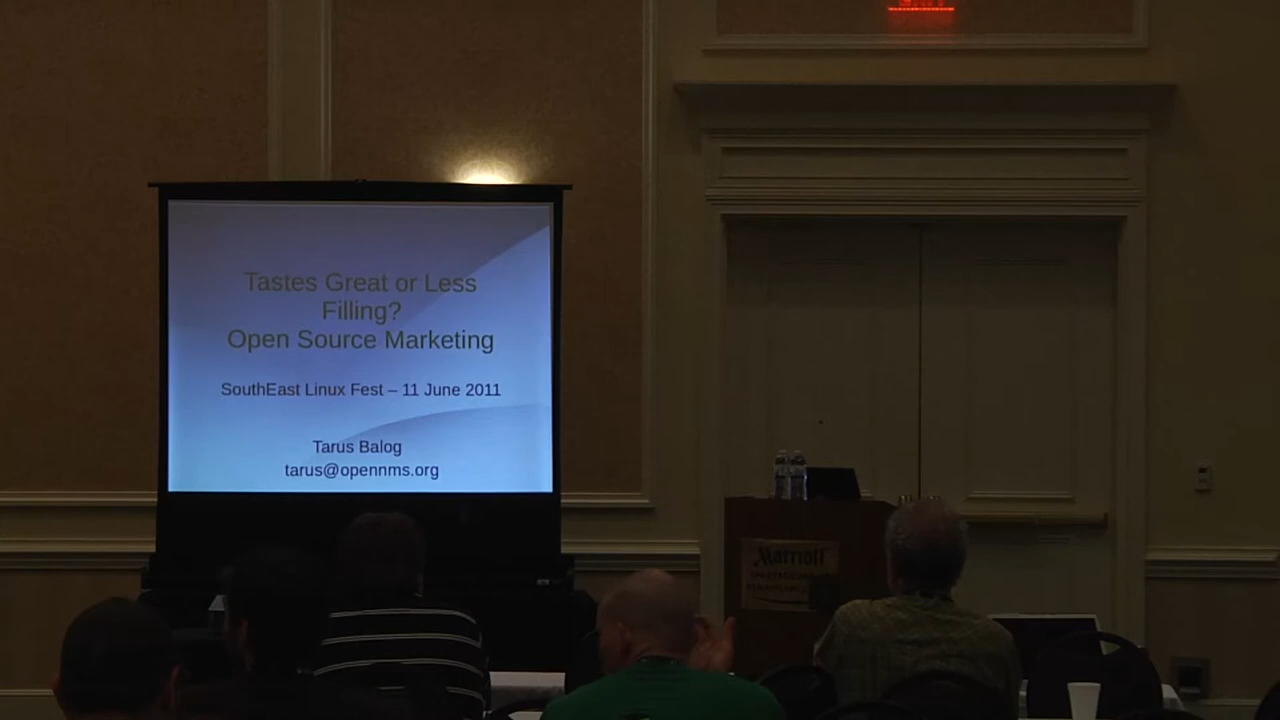 EXIT
Tastes Great or Less
Filling?
Open Source Marketing
SouthEast Linux Fest – 11 June 2011
Tarus Balog
tarus@opennms.org
Marriott